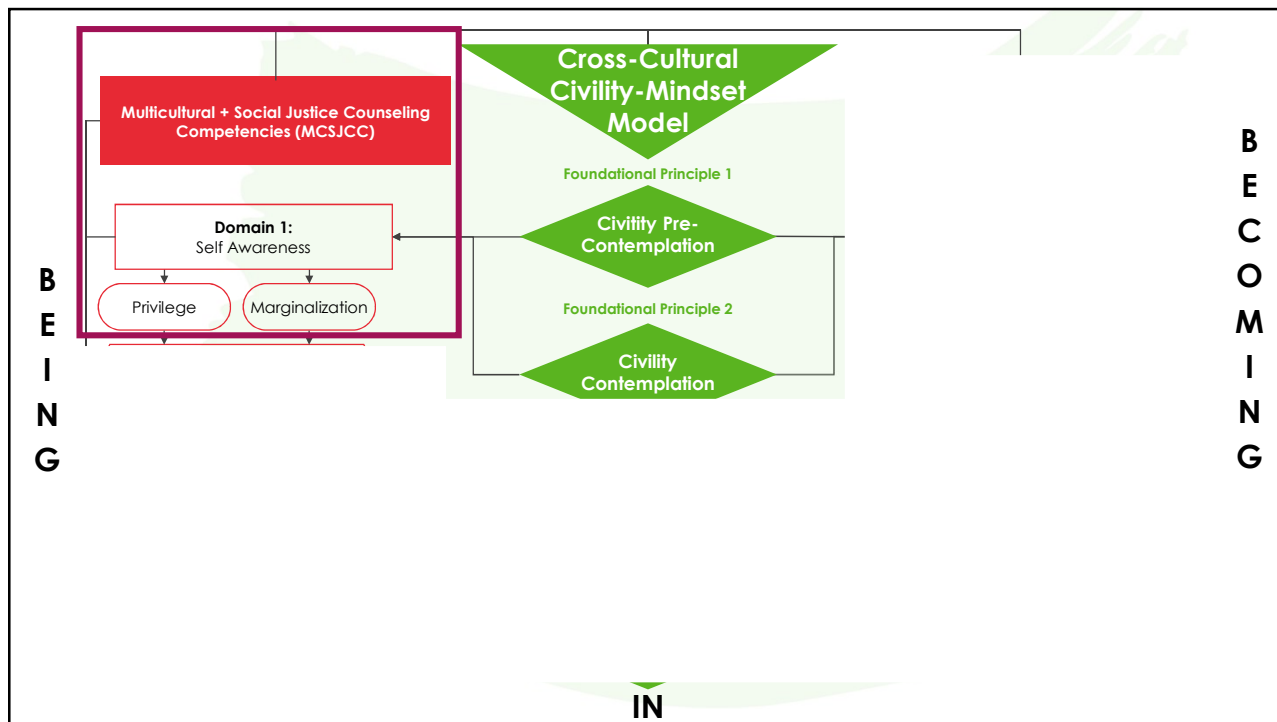 Cross-Cultural
Civility-Mindset
Model
Multicultural + Social Justice Counseling
Competencies (MCSJCC)
Foundational Principle 1
Domain 1:
Self Awareness
Civitity Pre-
Contemplation
Privilege
Marginalization
Foundational Principle 2
Civility
Contemplation
B
E
I
N
G
B
E
C
O
M
I
N
G
IN